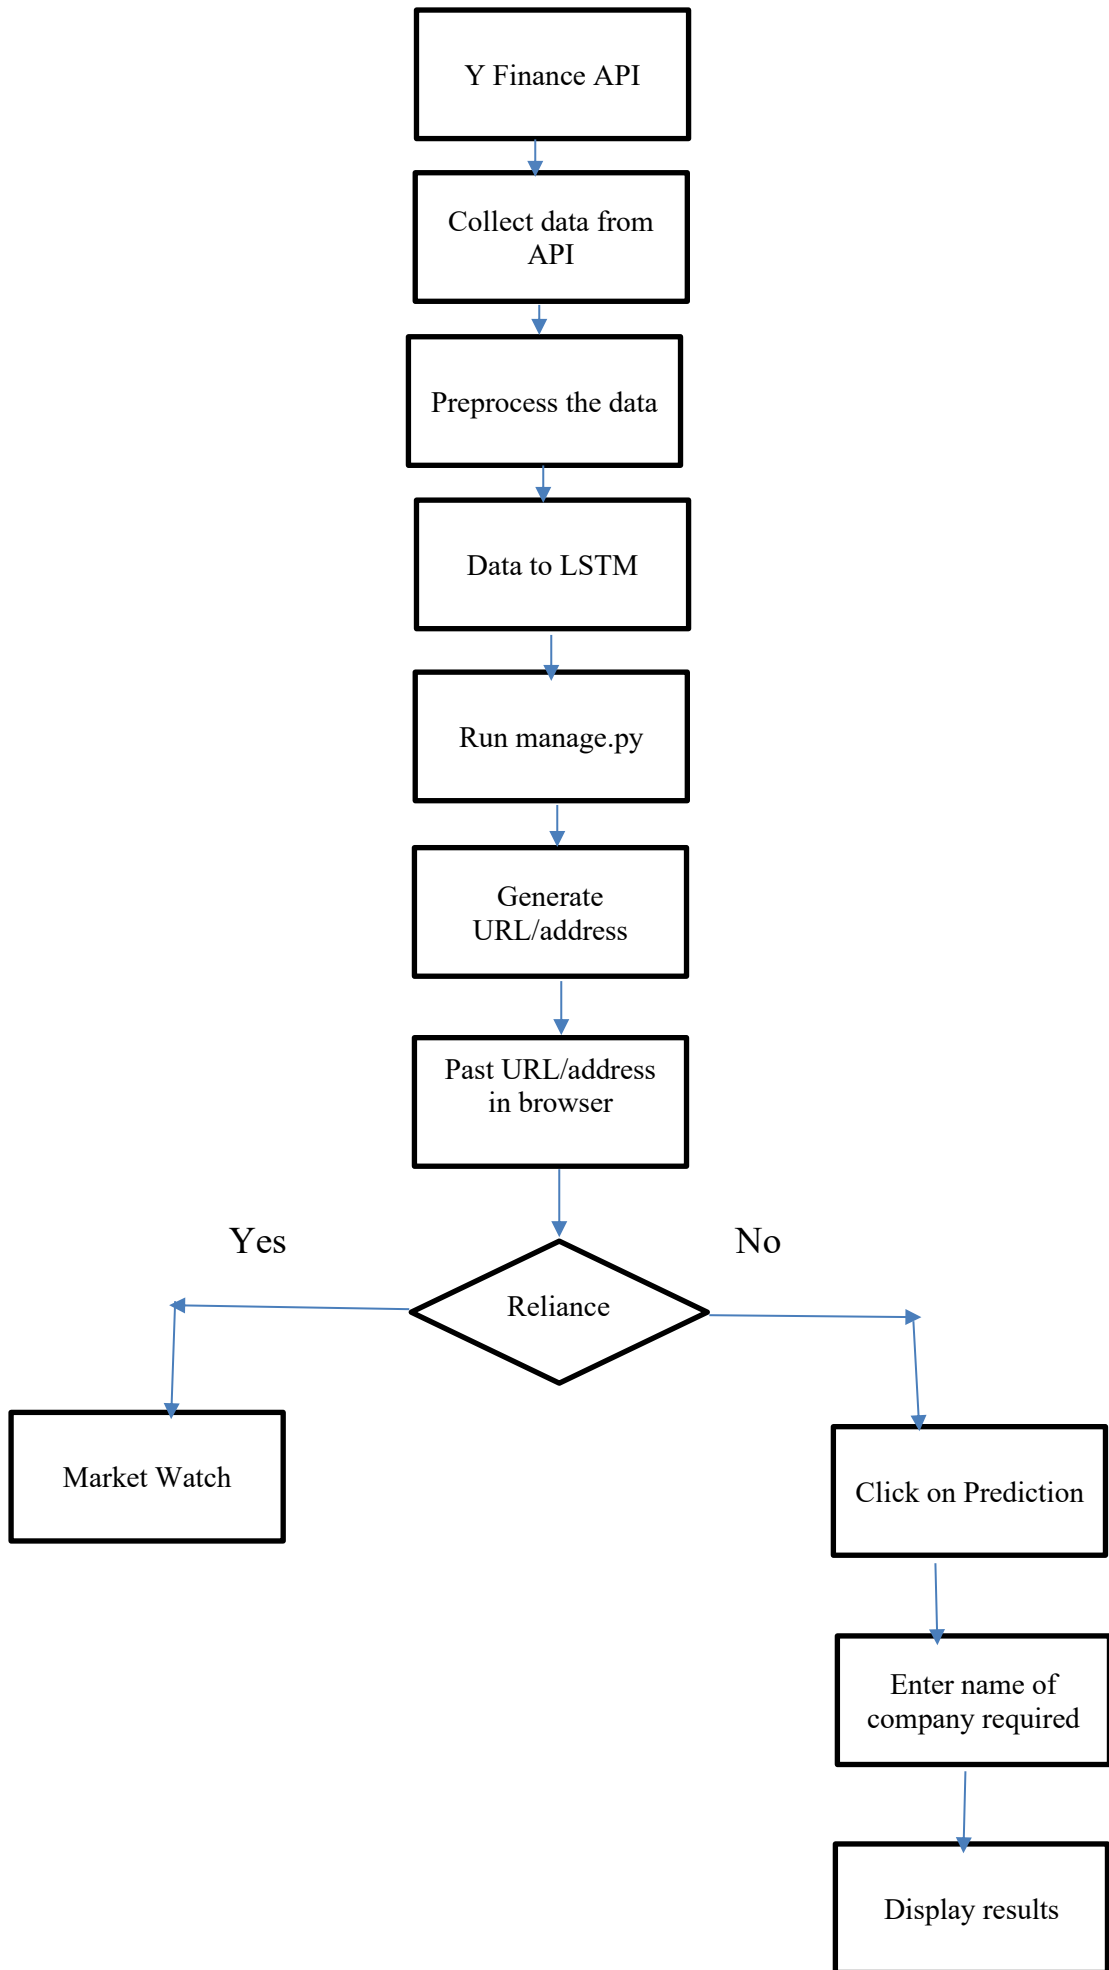 Y Finance API
Collect data from
API
Preprocess the data
Data to LSTM
Run manage.py
Generate
URL/address
Past URL/address
in browser
Yes
No
Reliance
Market Watch
Click on Prediction
Enter name of
company required
Display results